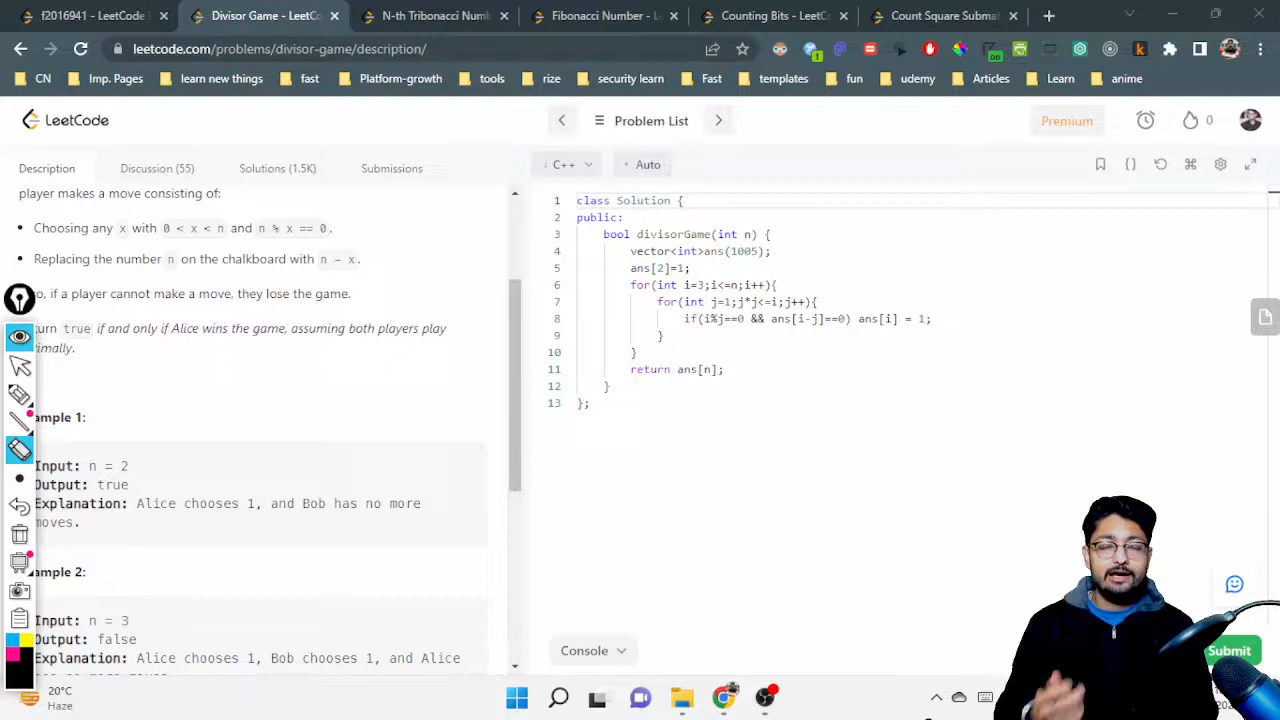 f2016941 - LeetCode
Divisor Game - LeetCo
N-th Tribonacci Num
Fibonacci Number - L
Counting Bits - LeetC
Count Square Subma
leetcode.com/problems/divisor-game/description/
1
on
CN
Imp. Pages
learn new things
fast
Platform-growth
tools
rize
security learn
Fast
templates
fun
udemy
Articles
Learn
anime
LeetCode
Problem List
Premium
0
Description
Discussion (55)
Solutions (1.5K)
Submissions
C++
Auto
player makes a move consisting of:
Choosing any x with 0 < x < n and n % x == 0.
Replacing the number n on the chalkboard with n - x.
o, if a player cannot make a move, they lose the game.
urn true if and only if Alice wins the game, assuming both players play
imally.
ample 1:
Input: n = 2
Output: true
Explanation: Alice chooses 1, and Bob has no more
moves.
ample 2:
Input: n = 3
Output: false
Explanation: Alice chooses 1, Bob chooses 1, and Alice
1 class Solution {
2 public:
3 bool divisorGame(int n) {
4 vector<int>ans(1005);
5 ans[2]=1;
6 for(int i=3;i<=n;i++){
7 for(int j=1;j*j<=i;j++){
8 if(i%j==0 && ans[i-j]==0) ans[i] = 1;
9 }
10 }
11 return ans[n];
12 }
13 };
Console
Submit
20°C
Haze